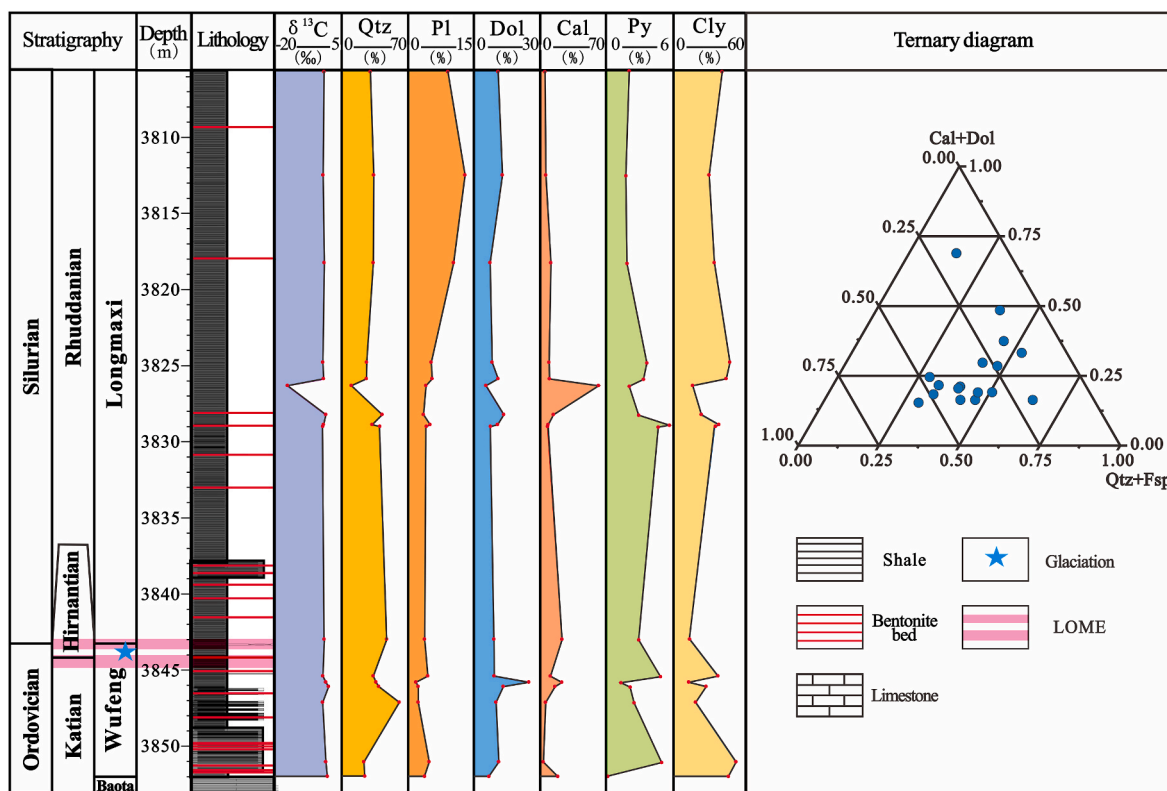 Stratigraphy
Depth
(m)
Lithology
δ 13C
-20 5
(‰)
Qtz
0 70
(%)
Pl
0 15
(%)
Dol
0 30
(%)
Cal
0 70
(%)
Py
0 6
(%)
Cly
0 60
(%)
Ternary diagram
Silurian
Ordovician
Rhuddanian
Hirnantian
Katian
Longmaxi
Wufeng
Baota
3810
3815
3820
3825
3830
3835
3840
3845
3850
Cal+Dol
0.00 1.00
0.25 0.75
0.50 0.50
0.75 0.25
1.00 0.00
0.00 0.25 0.50 0.75 1.00
Qtz+Fsp
Shale
Glaciation
Bentonite
bed
LOME
Limestone